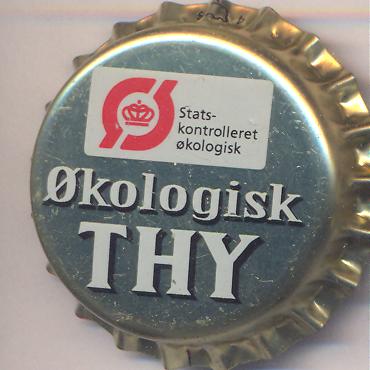 Ø
Stats-
kontrolleret
økologisk
Økologisk
THY